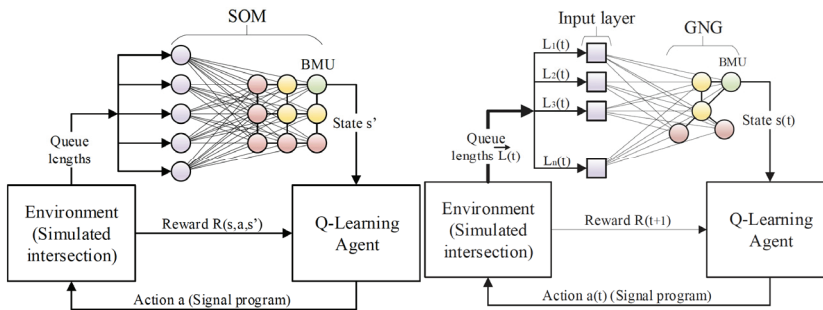 SOM
BMU
Queue
lengths
State s’
Environment
(Simulated
intersection)
Reward R(s,a,s’)
Q-Learning
Agent
Action a (Signal program)
Input layer
GNG
BMU
L₁(t)
L₂(t)
L₃(t)
Lₙ(t)
Queue
lengths L⃗(t)
State s(t)
Environment
(Simulated
intersection)
Reward R(t+1)
Q-Learning
Agent
Action a(t) (Signal program)